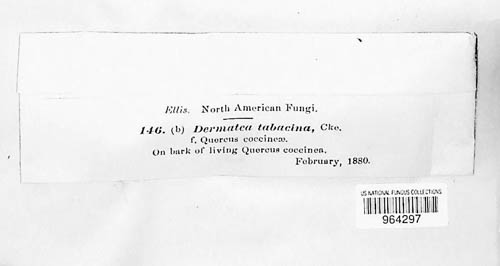 Ellis. North American Fungi.
146. (b) Dermatea tabacina, Cke.
f. Quercus coccineæ.
On bark of living Quercus coccinea.
February, 1880.
US NATIONAL FUNGUS COLLECTIONS
964297